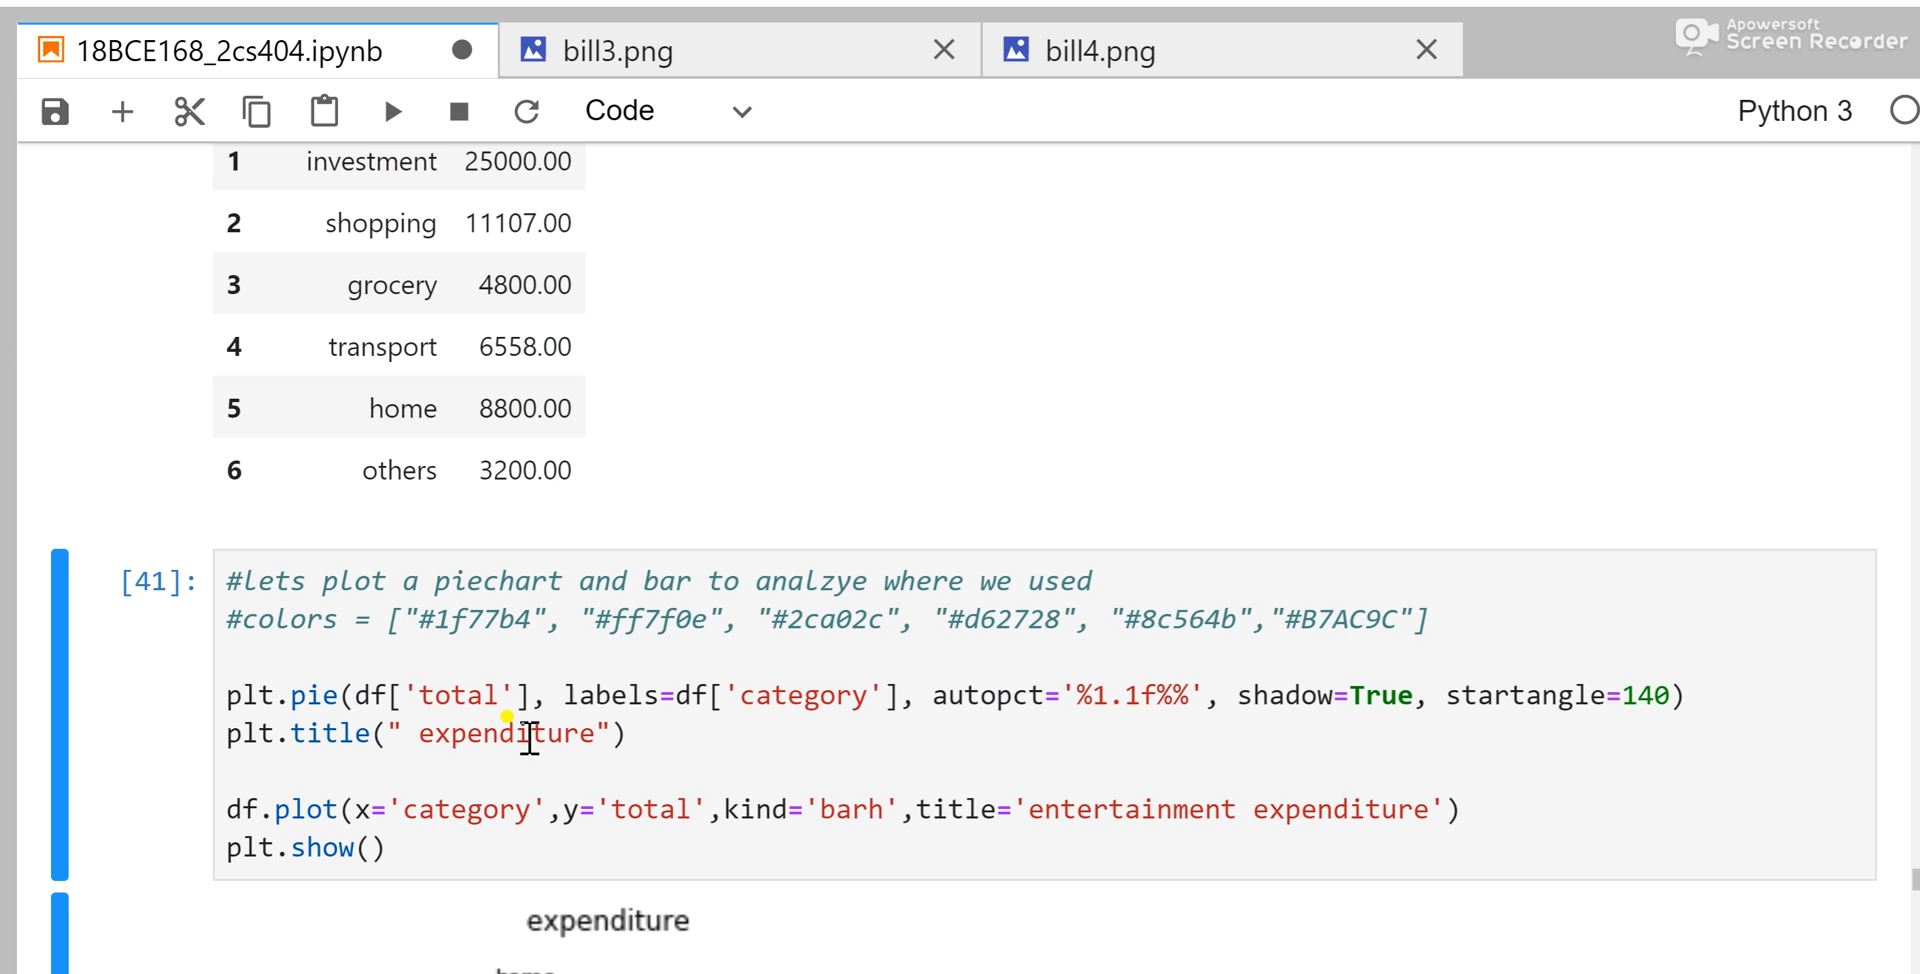 Apowersoft
Screen Recorder
18BCE168_2cs404.ipynb
bill3.png
bill4.png
Code
Python 3
1 investment 25000.00
2 shopping 11107.00
3 grocery 4800.00
4 transport 6558.00
5 home 8800.00
6 others 3200.00
[41]:
#lets plot a piechart and bar to analzye where we used
#colors = ["#1f77b4", "#ff7f0e", "#2ca02c", "#d62728", "#8c564b","#B7AC9C"]
plt.pie(df['total'], labels=df['category'], autopct='%1.1f%%', shadow=True, startangle=140)
plt.title(" expenditure")
df.plot(x='category',y='total',kind='barh',title='entertainment expenditure')
plt.show()
expenditure